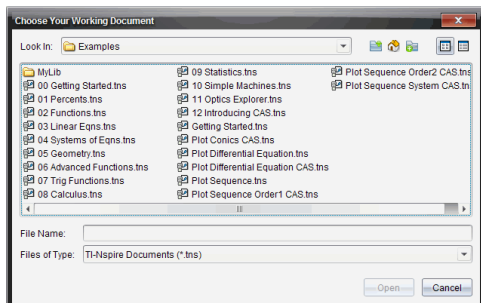 Choose Your Working Document
Look In: Examples
MyLib
00 Getting Started.tns
01 Percents.tns
02 Functions.tns
03 Linear Eqns.tns
04 Systems of Eqns.tns
05 Geometry.tns
06 Advanced Functions.tns
07 Trig Functions.tns
08 Calculus.tns
09 Statistics.tns
10 Simple Machines.tns
11 Optics Explorer.tns
12 Introducing CAS.tns
Getting Started.tns
Plot Conics CAS.tns
Plot Differential Equation.tns
Plot Differential Equation CAS.tns
Plot Sequence.tns
Plot Sequence Order1 CAS.tns
Plot Sequence Order2 CAS.tns
Plot Sequence System CAS.tn
File Name:
Files of Type: TI-Nspire Documents (*.tns)
Open Cancel